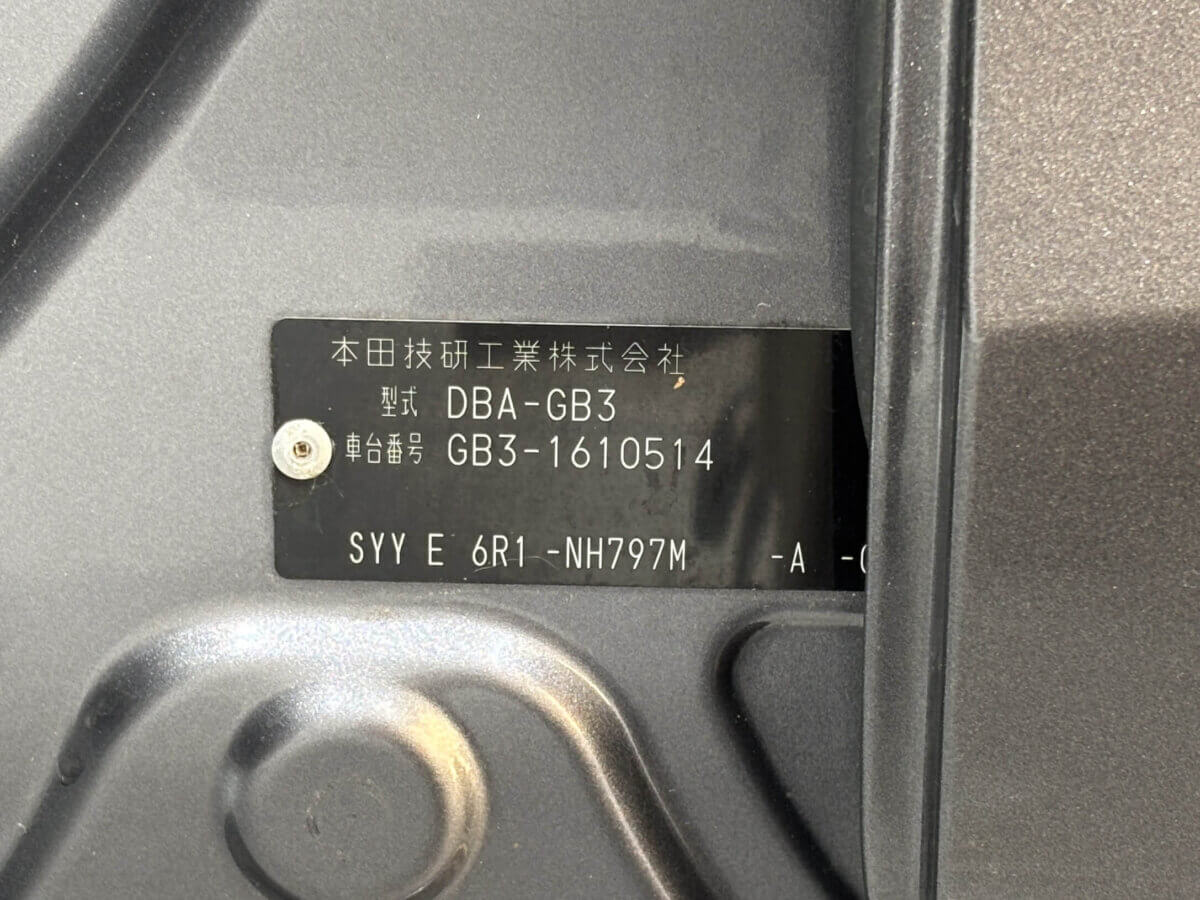 本田技研工業株式会社
型式 DBA-GB3
車台番号 GB3-1610514
SYY E 6R1 -NH797M -A -